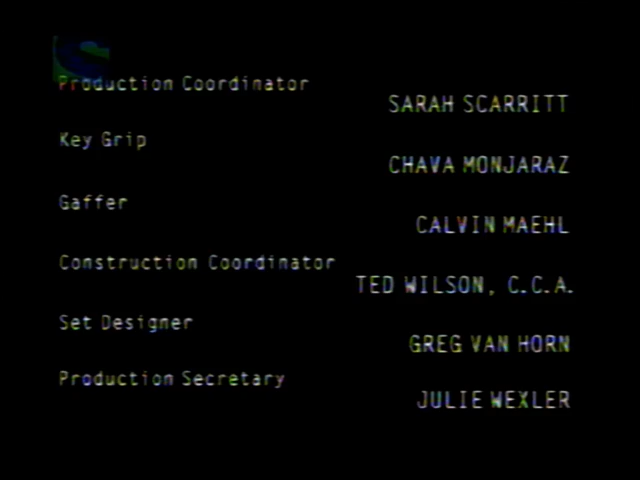 Production Coordinator
SARAH SCARRITT
Key Grip
CHAVA MONJARAZ
Gaffer
CALVIN MAEHL
Construction Coordinator
TED WILSON, C.C.A.
Set Designer
GREG VAN HORN
Production Secretary
JULIE WEXLER